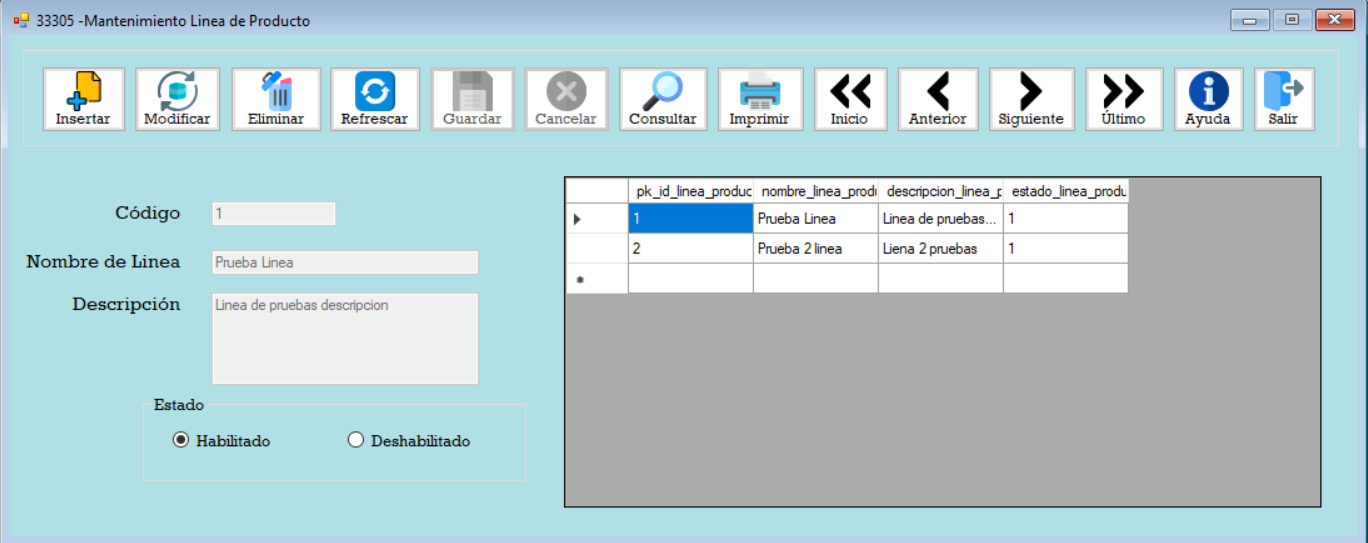 33305 -Mantenimiento Linea de Producto
Insertar Modificar Eliminar Refrescar Guardar Cancelar Consultar Imprimir Inicio Anterior Siguiente Último Ayuda Salir
pk_id_linea_produc nombre_linea_produ descripcion_linea_p estado_linea_produ
1 Prueba Linea Linea de pruebas... 1
2 Prueba 2 linea Liena 2 pruebas 1
Código 1
Nombre de Linea Prueba Linea
Descripción Linea de pruebas descripcion
Estado
Habilitado Deshabilitado